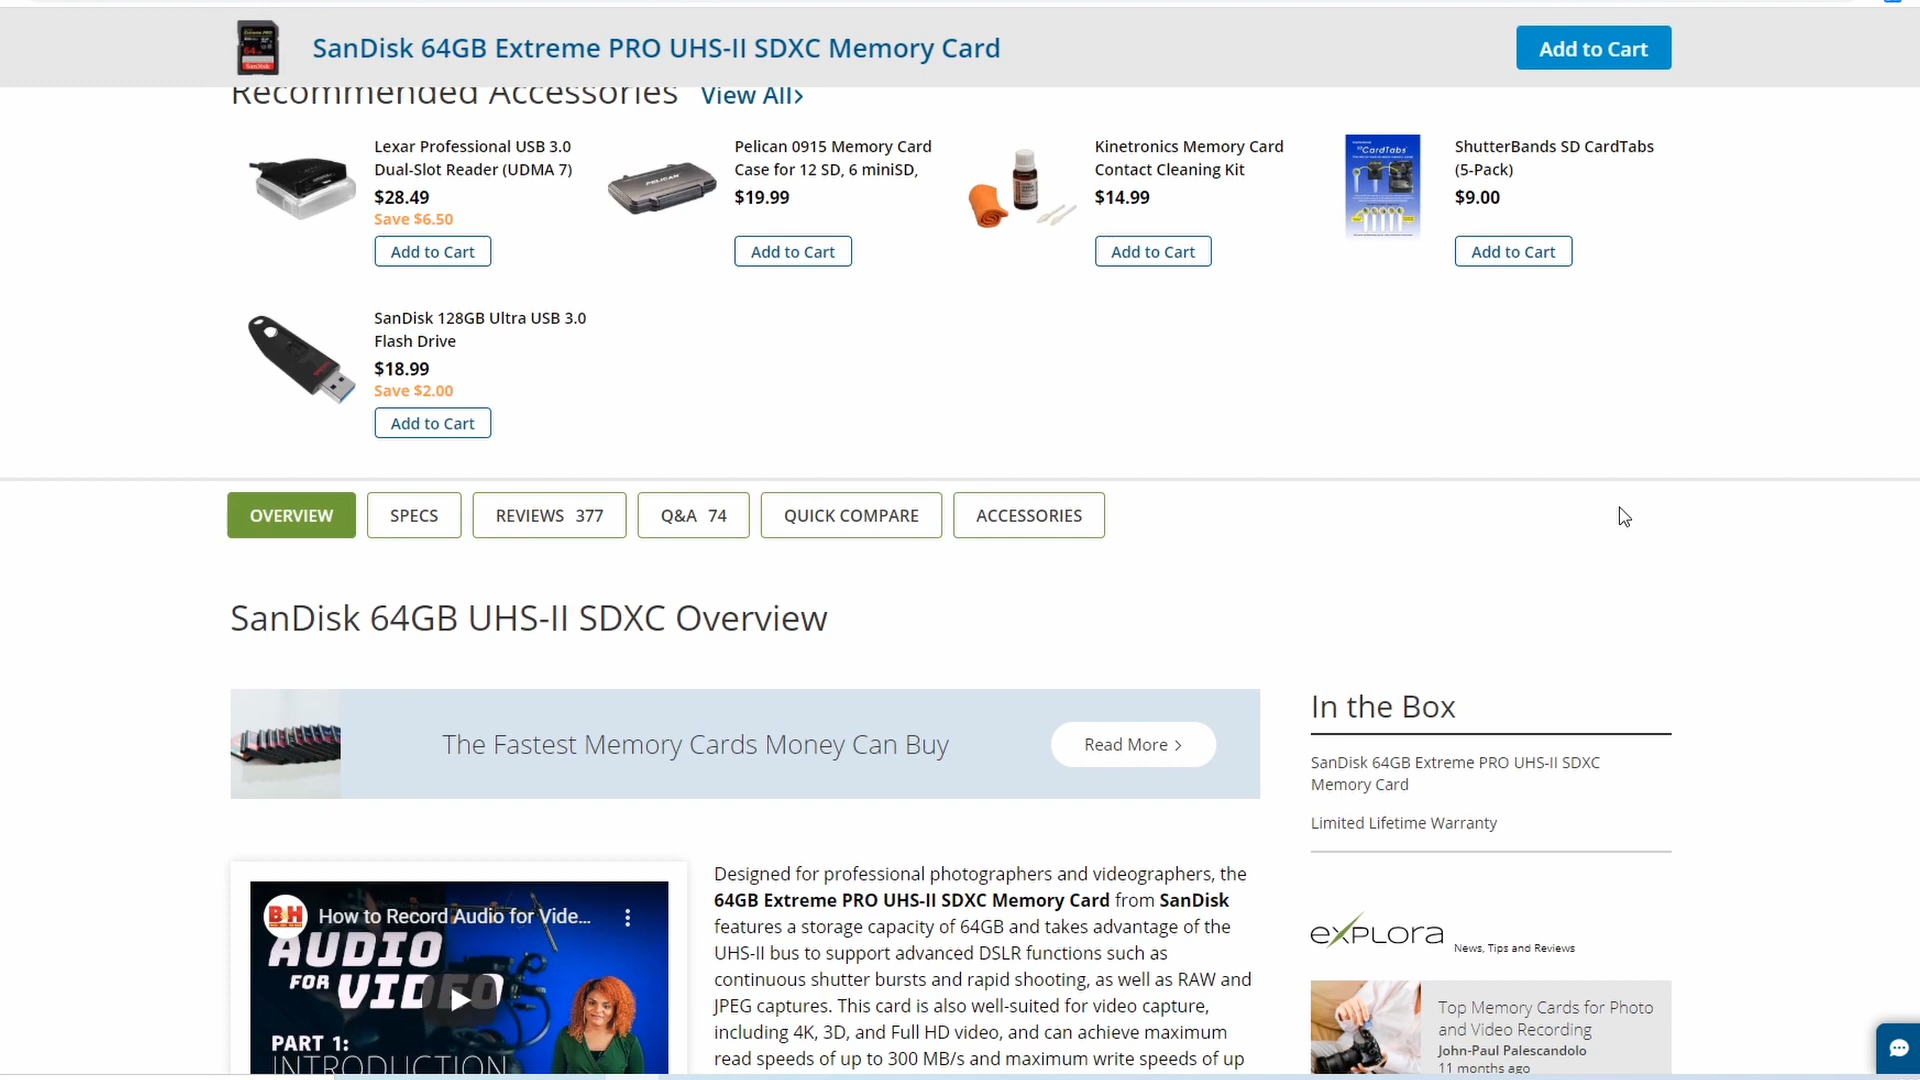 SanDisk 64GB Extreme PRO UHS-II SDXC Memory Card
Add to Cart
Recommended Accessories View All>
Lexar Professional USB 3.0
Dual-Slot Reader (UDMA 7)
$28.49
Save $6.50
Add to Cart
Pelican 0915 Memory Card
Case for 12 SD, 6 miniSD,
$19.99
Add to Cart
Kinetronics Memory Card
Contact Cleaning Kit
$14.99
Add to Cart
ShutterBands SD CardTabs
(5-Pack)
$9.00
Add to Cart
SanDisk 128GB Ultra USB 3.0
Flash Drive
$18.99
Save $2.00
Add to Cart
OVERVIEW
SPECS
REVIEWS 377
Q&A 74
QUICK COMPARE
ACCESSORIES
SanDisk 64GB UHS-II SDXC Overview
The Fastest Memory Cards Money Can Buy
Read More >
In the Box
SanDisk 64GB Extreme PRO UHS-II SDXC
Memory Card
Limited Lifetime Warranty
B&H How to Record Audio for Vide...
AUDIO
FOR VIDEO
PART 1:
INTRODUCTION
Designed for professional photographers and videographers, the
64GB Extreme PRO UHS-II SDXC Memory Card from SanDisk
features a storage capacity of 64GB and takes advantage of the
UHS-II bus to support advanced DSLR functions such as
continuous shutter bursts and rapid shooting, as well as RAW and
JPEG captures. This card is also well-suited for video capture,
including 4K, 3D, and Full HD video, and can achieve maximum
read speeds of up to 300 MB/s and maximum write speeds of up
explora News, Tips and Reviews
Top Memory Cards for Photo
and Video Recording
John-Paul Palescandolo
11 months ago